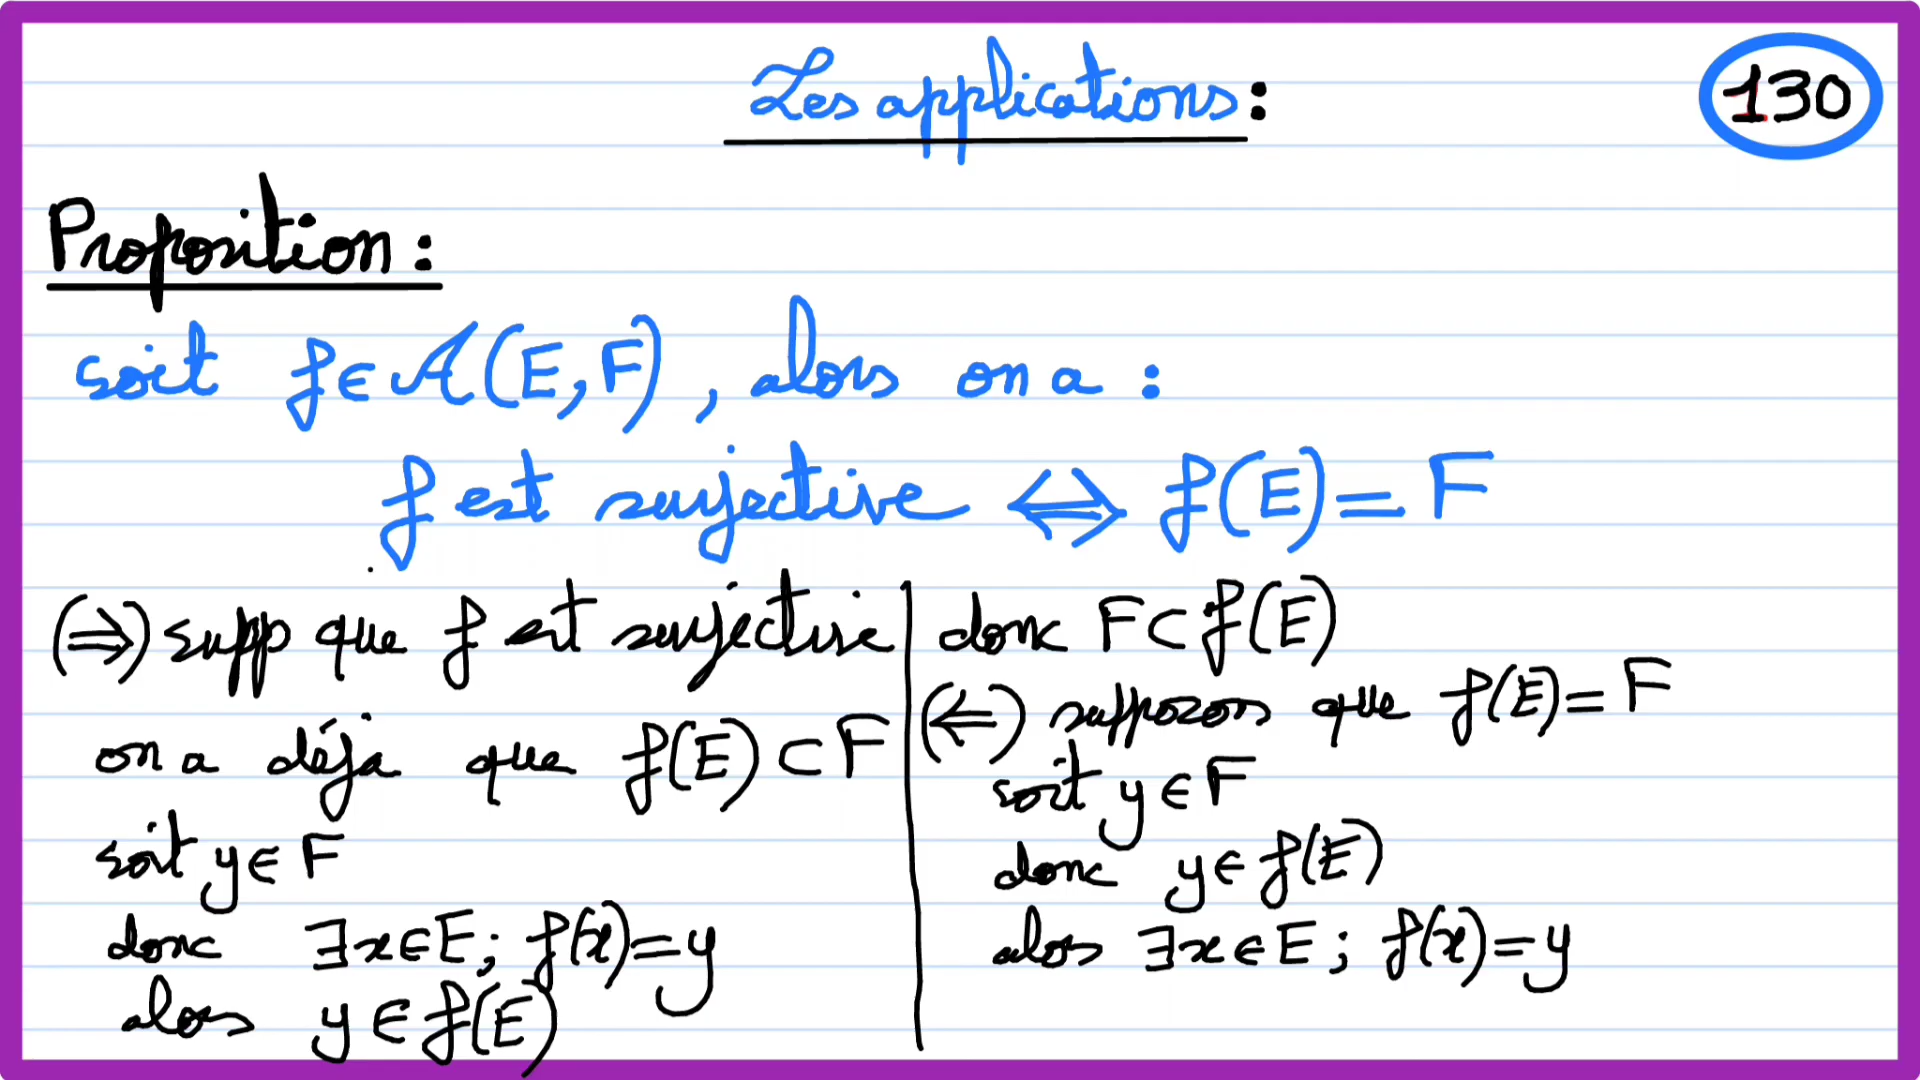 Les applications :
130
Proposition :
soit f ∈ A(E,F), alors on a :
f est surjective ⇔ f(E) = F
(⇒) supp que f est surjective
on a déja que f(E) ⊂ F
soit y ∈ F
donc ∃x ∈ E ; f(x) = y
alors y ∈ f(E)
donc F ⊂ f(E)
(⇐) supposons que f(E) = F
soit y ∈ F
donc y ∈ f(E)
alors ∃x ∈ E ; f(x) = y